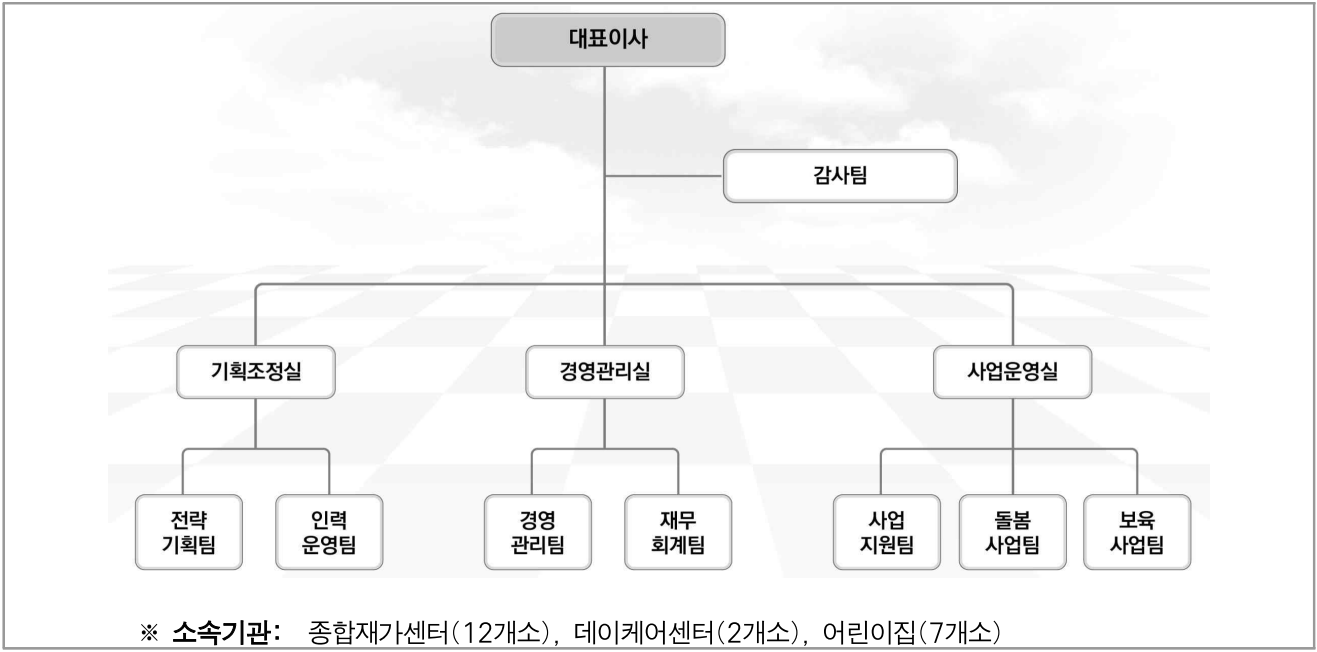 대표이사
감사팀
기획조정실
경영관리실
사업운영실
전략
기획팀
인력
운영팀
경영
관리팀
재무
회계팀
사업
지원팀
돌봄
사업팀
보육
사업팀
※ 소속기관: 종합재가센터(12개소), 데이케어센터(2개소), 어린이집(7개소)